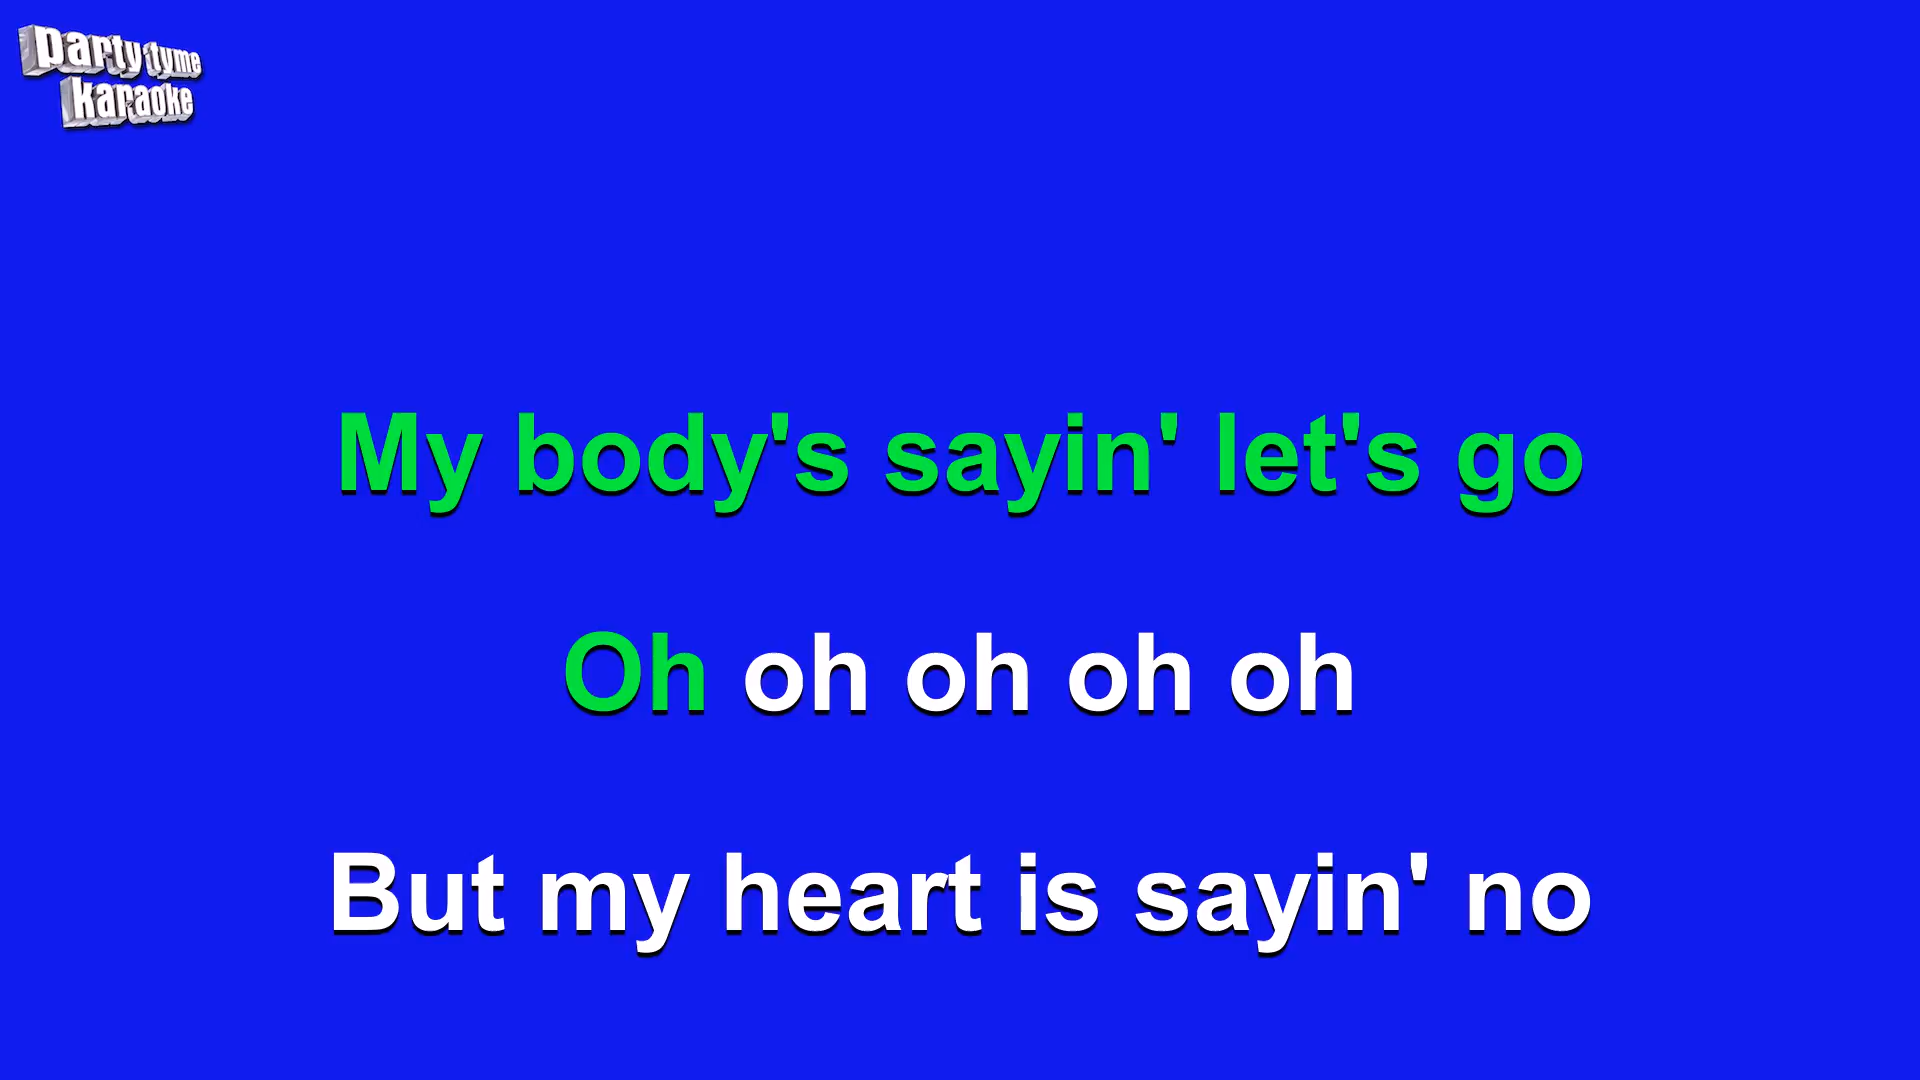 party tyme
karaoke
My body's sayin' let's go
Oh oh oh oh oh
But my heart is sayin' no